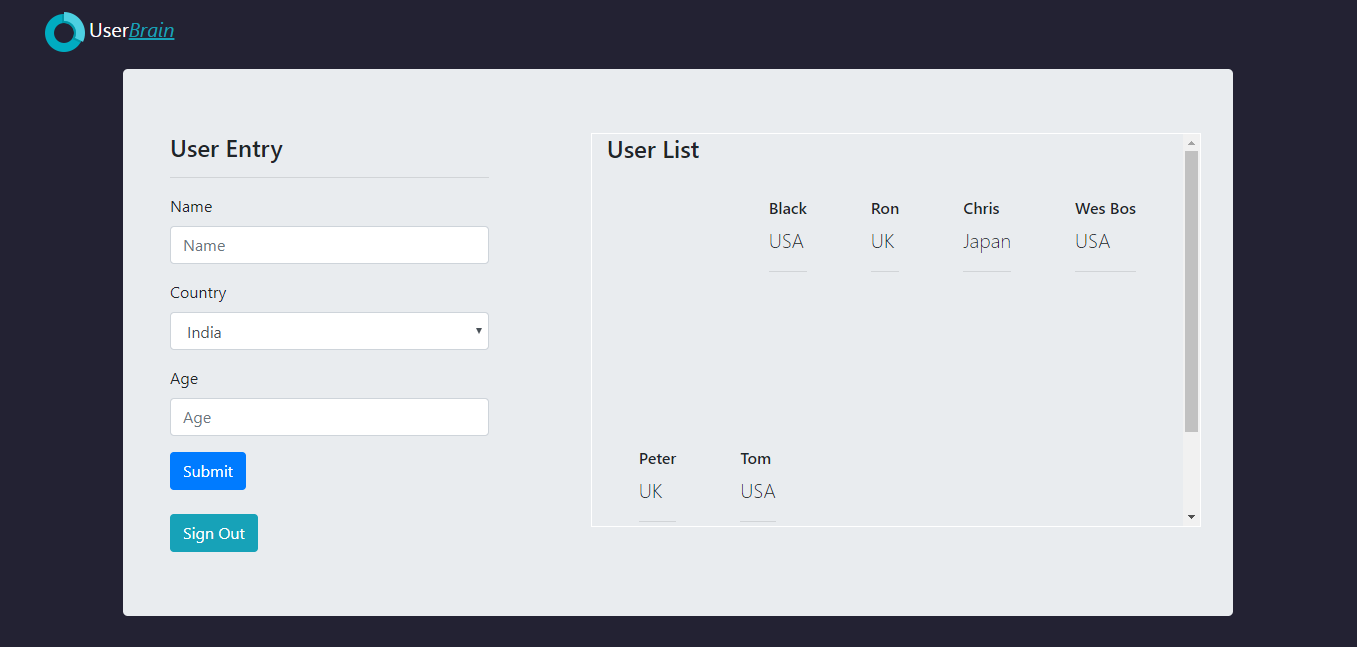 UserBrain
User Entry
Name
Name
Country
India
Age
Age
Submit
Sign Out
User List
Black Ron Chris Wes Bos
USA UK Japan USA
Peter Tom
UK USA